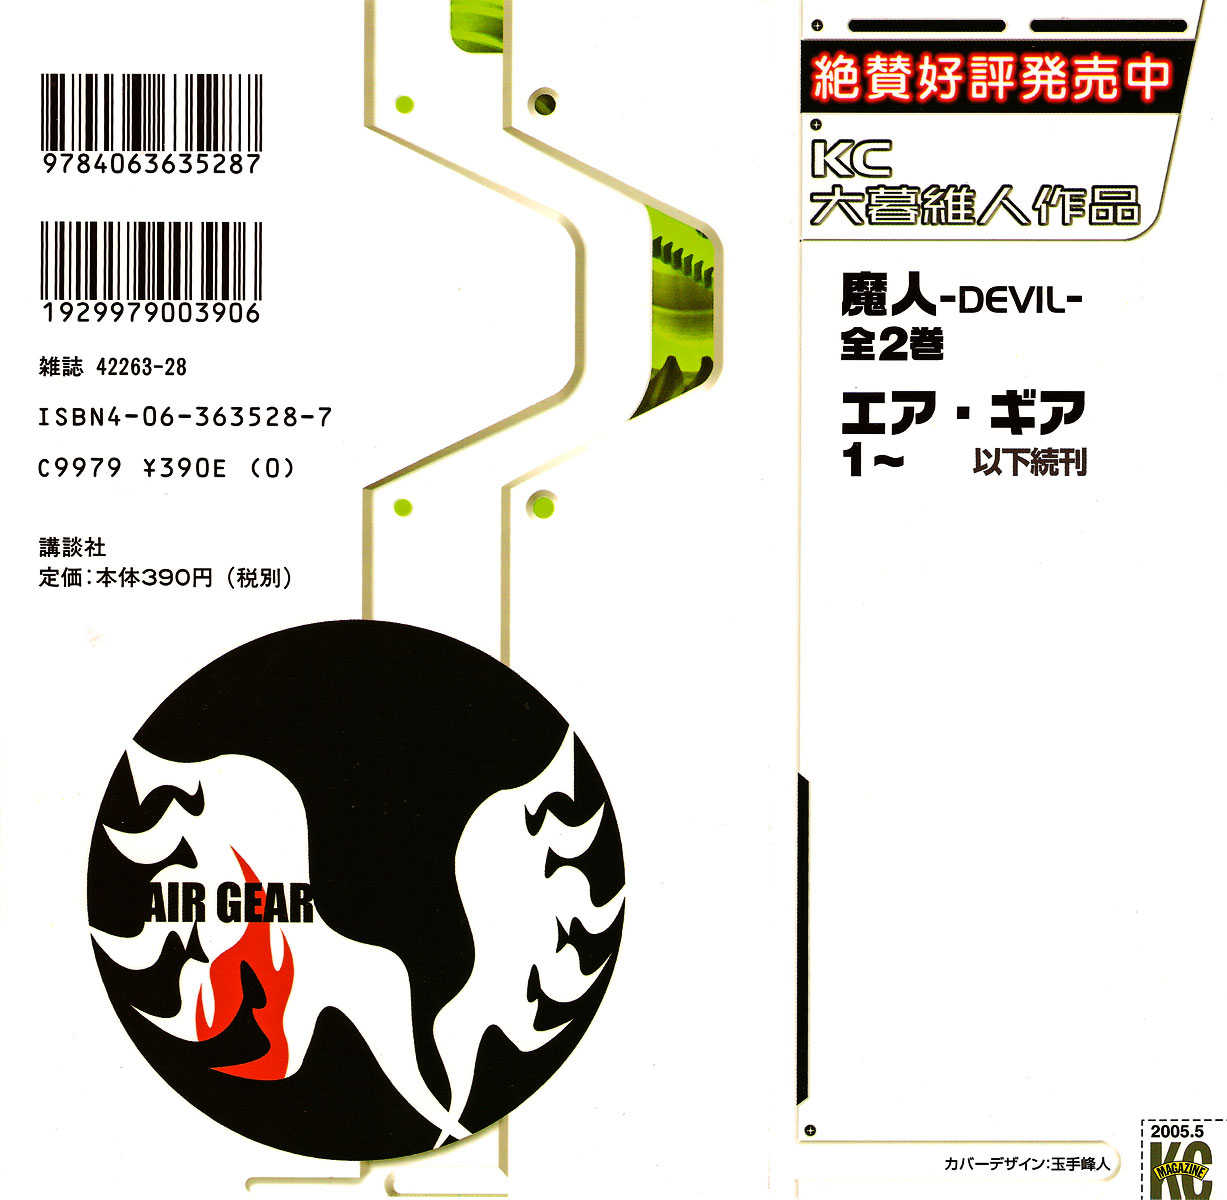 9784063635287
1929979003906
雑誌 42263-28
ISBN4-06-363528-7
C9979 ¥390E (0)
講談社
定価：本体390円（税別）
AIR GEAR
絶賛好評発売中
KC
大暮維人作品
魔人-DEVIL-
全2巻
エア・ギア
1～ 以下続刊
カバーデザイン：玉手峰人
2005.5
KC
MAGAZINE